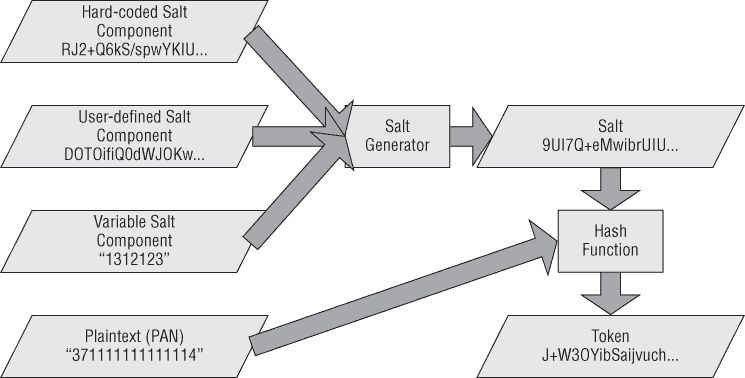 Hard-coded Salt
Component
RJ2+Q6kS/spwYKIU...
User-defined Salt
Component
DOTOifiQ0dWJOKw...
Variable Salt
Component
“1312123”
Plaintext (PAN)
“371111111111114”
Salt
Generator
Salt
9UI7Q+eMwibrUIU...
Hash
Function
Token
J+W3OYibSaijvuch...